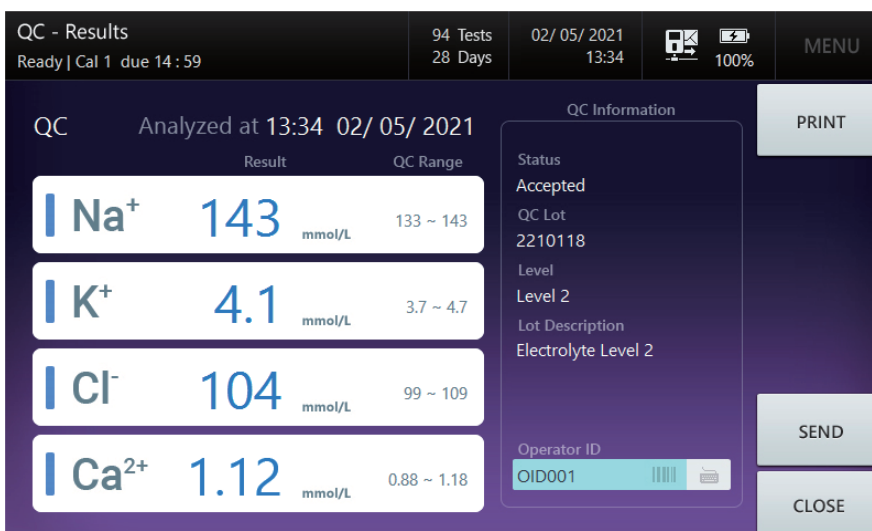 QC - Results
Ready | Cal 1 due 14 : 59
94 Tests
28 Days
02/ 05/ 2021
13:34
100%
MENU
QC Analyzed at 13:34 02/ 05/ 2021
Result QC Range
Na⁺ 143 mmol/L 133 ~ 143
K⁺ 4.1 mmol/L 3.7 ~ 4.7
Cl⁻ 104 mmol/L 99 ~ 109
Ca²⁺ 1.12 mmol/L 0.88 ~ 1.18
QC Information
Status
Accepted
QC Lot
2210118
Level
Level 2
Lot Description
Electrolyte Level 2
Operator ID
OID001
PRINT
SEND
CLOSE